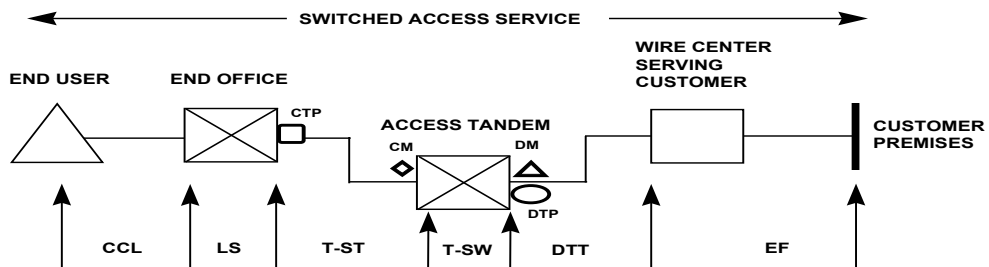 SWITCHED ACCESS SERVICE
WIRE CENTER
SERVING
CUSTOMER
END USER
END OFFICE
CTP
ACCESS TANDEM
CM
DM
CUSTOMER
PREMISES
DTP
CCL
LS
T-ST
T-SW
DTT
EF